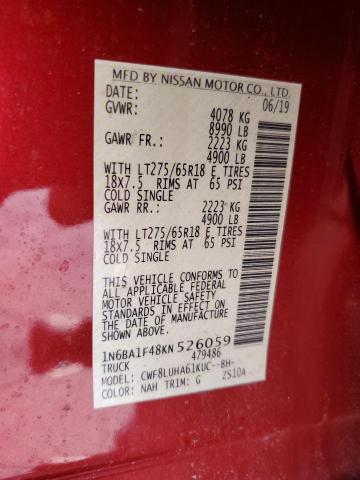 MFD BY NISSAN MOTOR CO., LTD.
DATE: 06/19
GVWR: 4078 KG
8990 LB
GAWR FR.: 2223 KG
4900 LB
WITH LT275/65R18 E TIRES
18x7.5 RIMS AT 65 PSI
COLD SINGLE
GAWR RR.: 2223 KG
4900 LB
WITH LT275/65R18 E TIRES
18x7.5 RIMS AT 65 PSI
COLD SINGLE
THIS VEHICLE CONFORMS TO
ALL APPLICABLE FEDERAL
MOTOR VEHICLE SAFETY
STANDARDS IN EFFECT ON
THE DATE OF MANUFACTURE
SHOWN ABOVE.
1N6BA1F48KN526059
TRUCK 479486
MODEL: CWF8LUHA61KUC--BH-
COLOR: NAH TRIM: G 2S10A